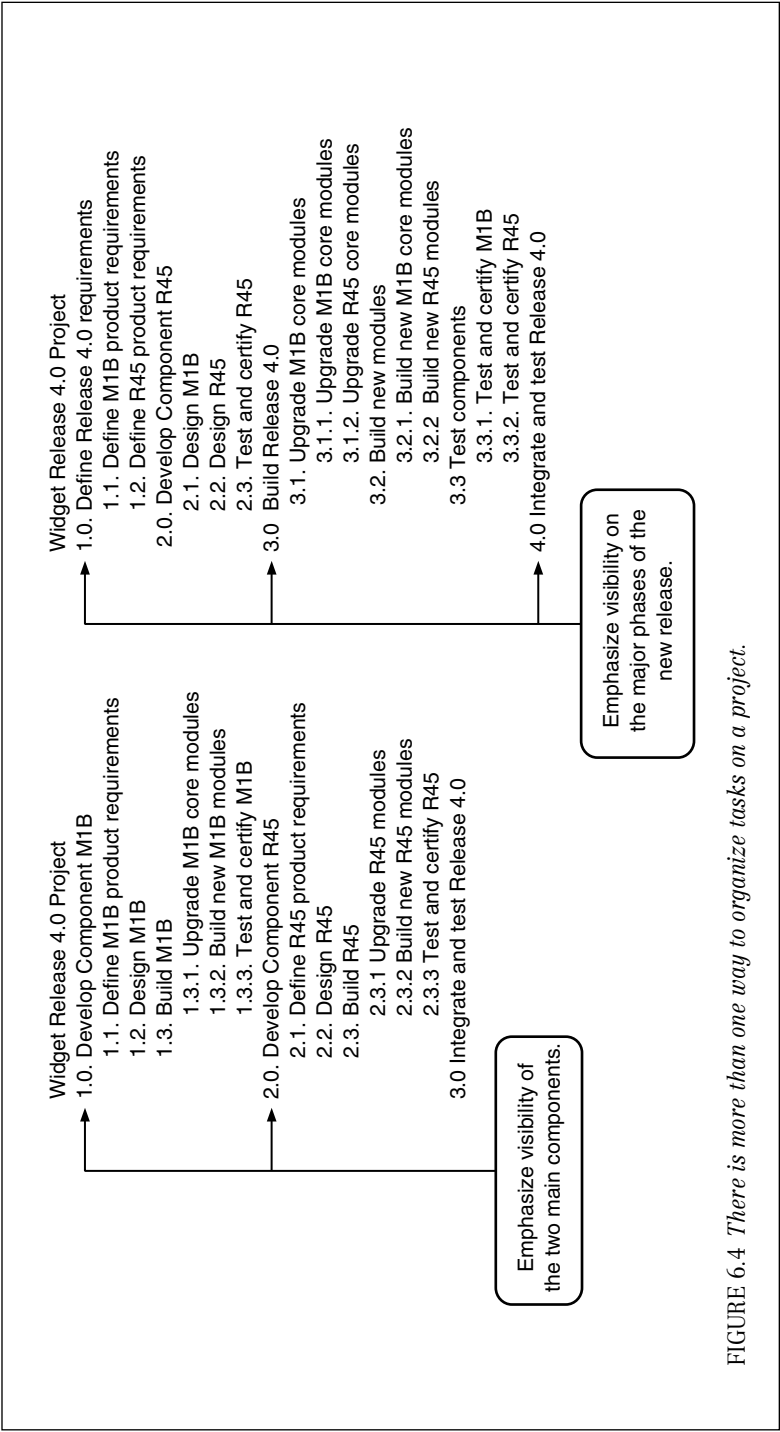 Widget Release 4.0 Project
1.0. Develop Component M1B
1.1. Define M1B product requirements
1.2. Design M1B
1.3. Build M1B
1.3.1. Upgrade M1B core modules
1.3.2. Build new M1B modules
1.3.3. Test and certify M1B
2.0. Develop Component R45
2.1. Define R45 product requirements
2.2. Design R45
2.3. Build R45
2.3.1 Upgrade R45 modules
2.3.2 Build new R45 modules
2.3.3 Test and certify R45
3.0 Integrate and test Release 4.0
Emphasize visibility of
the two main components.
Widget Release 4.0 Project
1.0. Define Release 4.0 requirements
1.1. Define M1B product requirements
1.2. Define R45 product requirements
2.0. Develop Component R45
2.1. Design M1B
2.2. Design R45
2.3. Test and certify R45
3.0 Build Release 4.0
3.1. Upgrade M1B core modules
3.1.1. Upgrade M1B core modules
3.1.2. Upgrade R45 core modules
3.2. Build new modules
3.2.1. Build new M1B core modules
3.2.2 Build new R45 modules
3.3 Test components
3.3.1. Test and certify M1B
3.3.2. Test and certify R45
4.0 Integrate and test Release 4.0
Emphasize visibility on
the major phases of the
new release.
FIGURE 6.4 There is more than one way to organize tasks on a project.